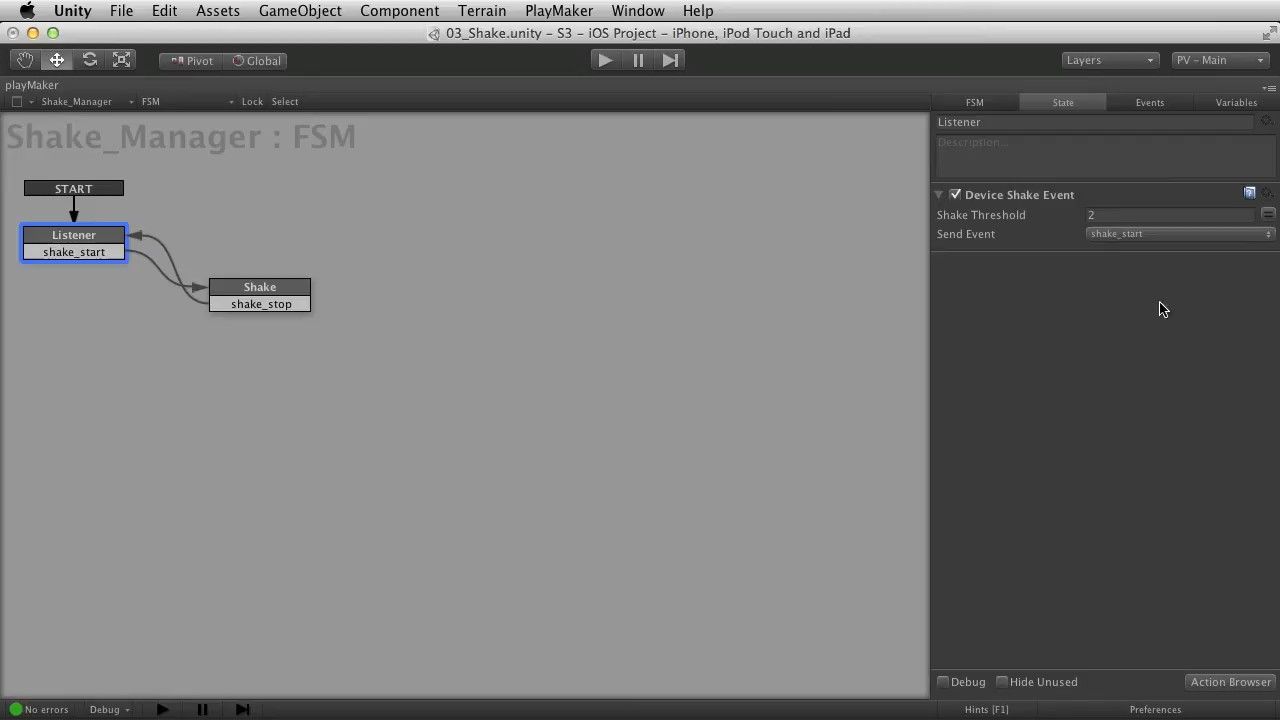 Unity File Edit Assets GameObject Component Terrain PlayMaker Window Help
03_Shake.unity – S3 – iOS Project – iPhone, iPod Touch and iPad
Pivot Global Layers PV - Main
playMaker
Shake_Manager FSM Lock Select FSM State Events Variables
Shake_Manager : FSM
Listener
Description...
START
Device Shake Event
Shake Threshold 2
Send Event shake_start
Listener
shake_start
Shake
shake_stop
Debug Hide Unused Action Browser
No errors Debug Hints [F1] Preferences